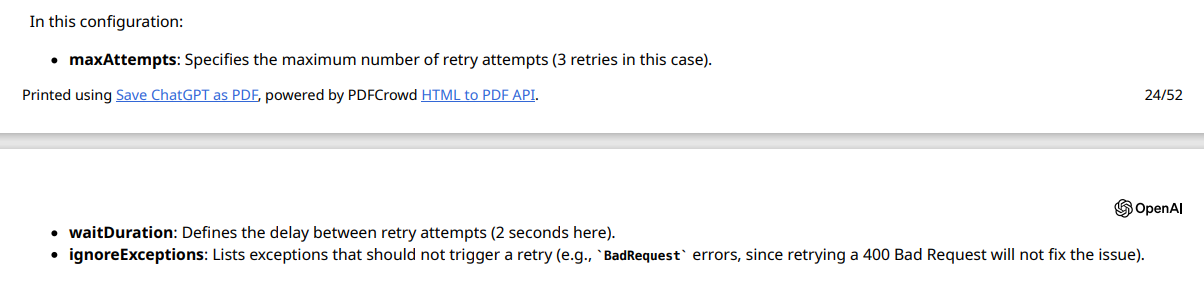 In this configuration:
• maxAttempts: Specifies the maximum number of retry attempts (3 retries in this case).
Printed using Save ChatGPT as PDF, powered by PDFCrowd HTML to PDF API. 24/52
OpenAI
• waitDuration: Defines the delay between retry attempts (2 seconds here).
• ignoreExceptions: Lists exceptions that should not trigger a retry (e.g., `BadRequest` errors, since retrying a 400 Bad Request will not fix the issue).